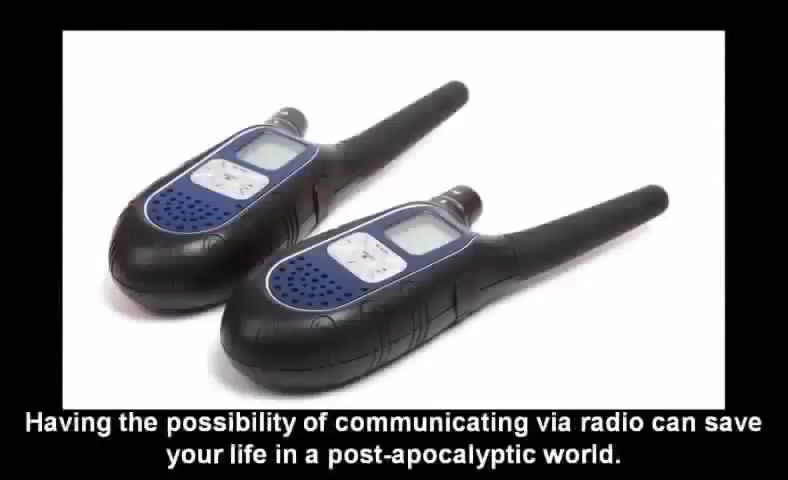 Having the possibility of communicating via radio can save
your life in a post-apocalyptic world.